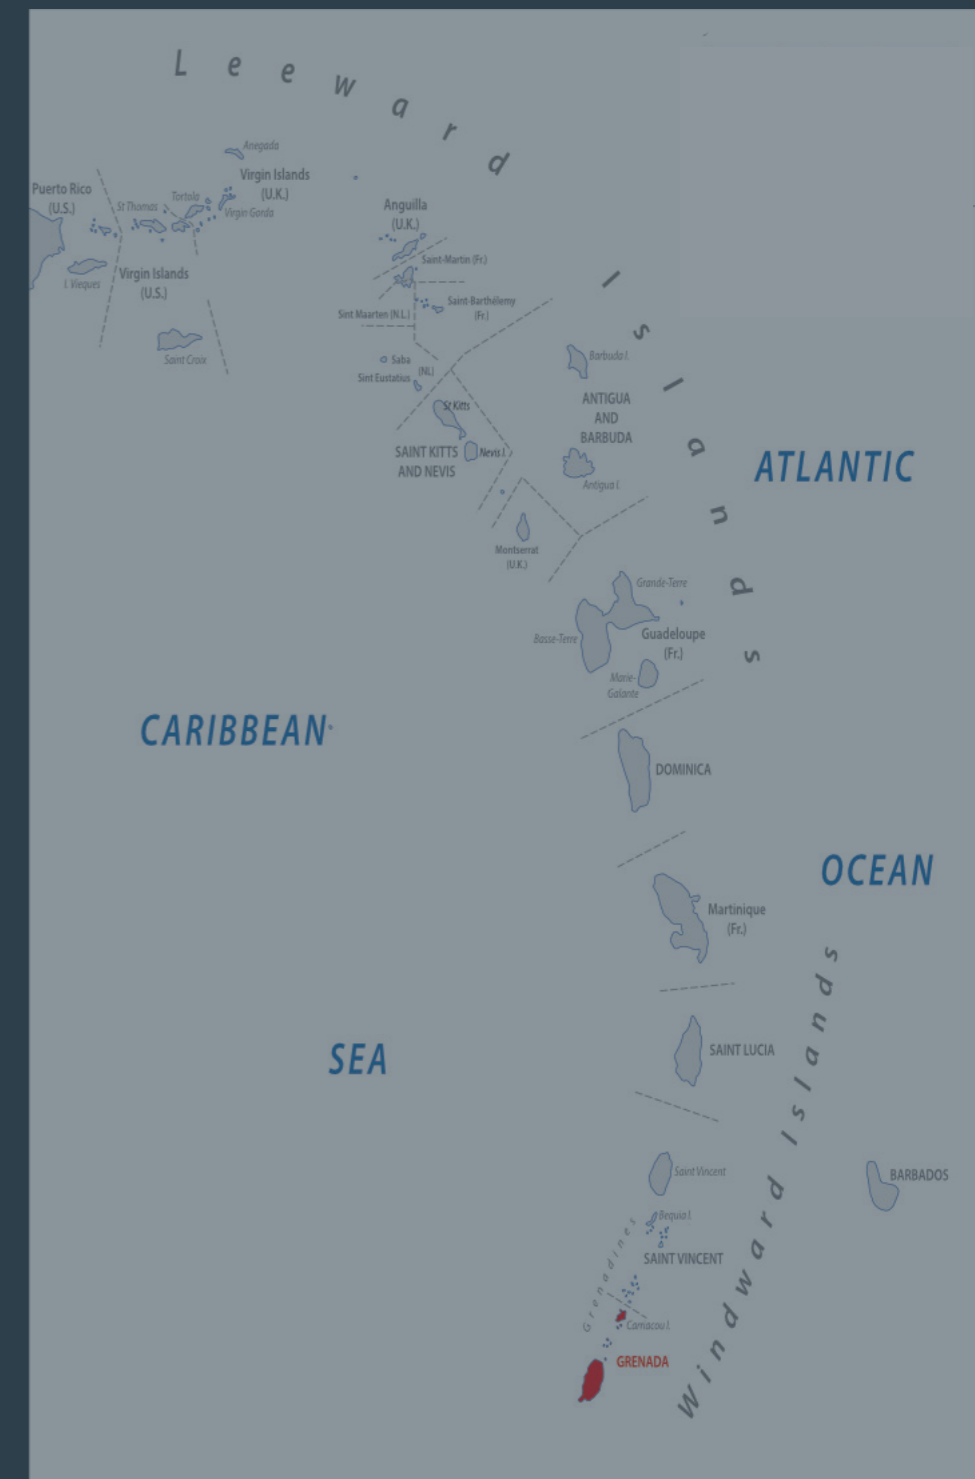 Leeward Islands
Anegada
Virgin Islands
(U.K.)
Puerto Rico
(U.S.)
St Thomas
Tortola
Virgin Gorda
Anguilla
(U.K.)
Saint-Martin (Fr.)
I. Vieques
Virgin Islands
(U.S.)
Saint-Barthélemy
(Fr.)
Sint Maarten (N.L.)
Saint Croix
Saba
(NL)
Sint Eustatius
Barbuda I.
St Kitts
ANTIGUA
AND
BARBUDA
SAINT KITTS
AND NEVIS
Nevis I.
Antigua I.
ATLANTIC
Montserrat
(U.K.)
Grande-Terre
Basse-Terre
Guadeloupe
(Fr.)
Marie-
Galante
CARIBBEAN
DOMINICA
OCEAN
Martinique
(Fr.)
SEA
SAINT LUCIA
Windward Islands
Saint Vincent
BARBADOS
Bequia I.
SAINT VINCENT
Grenadines
Carriacou I.
GRENADA